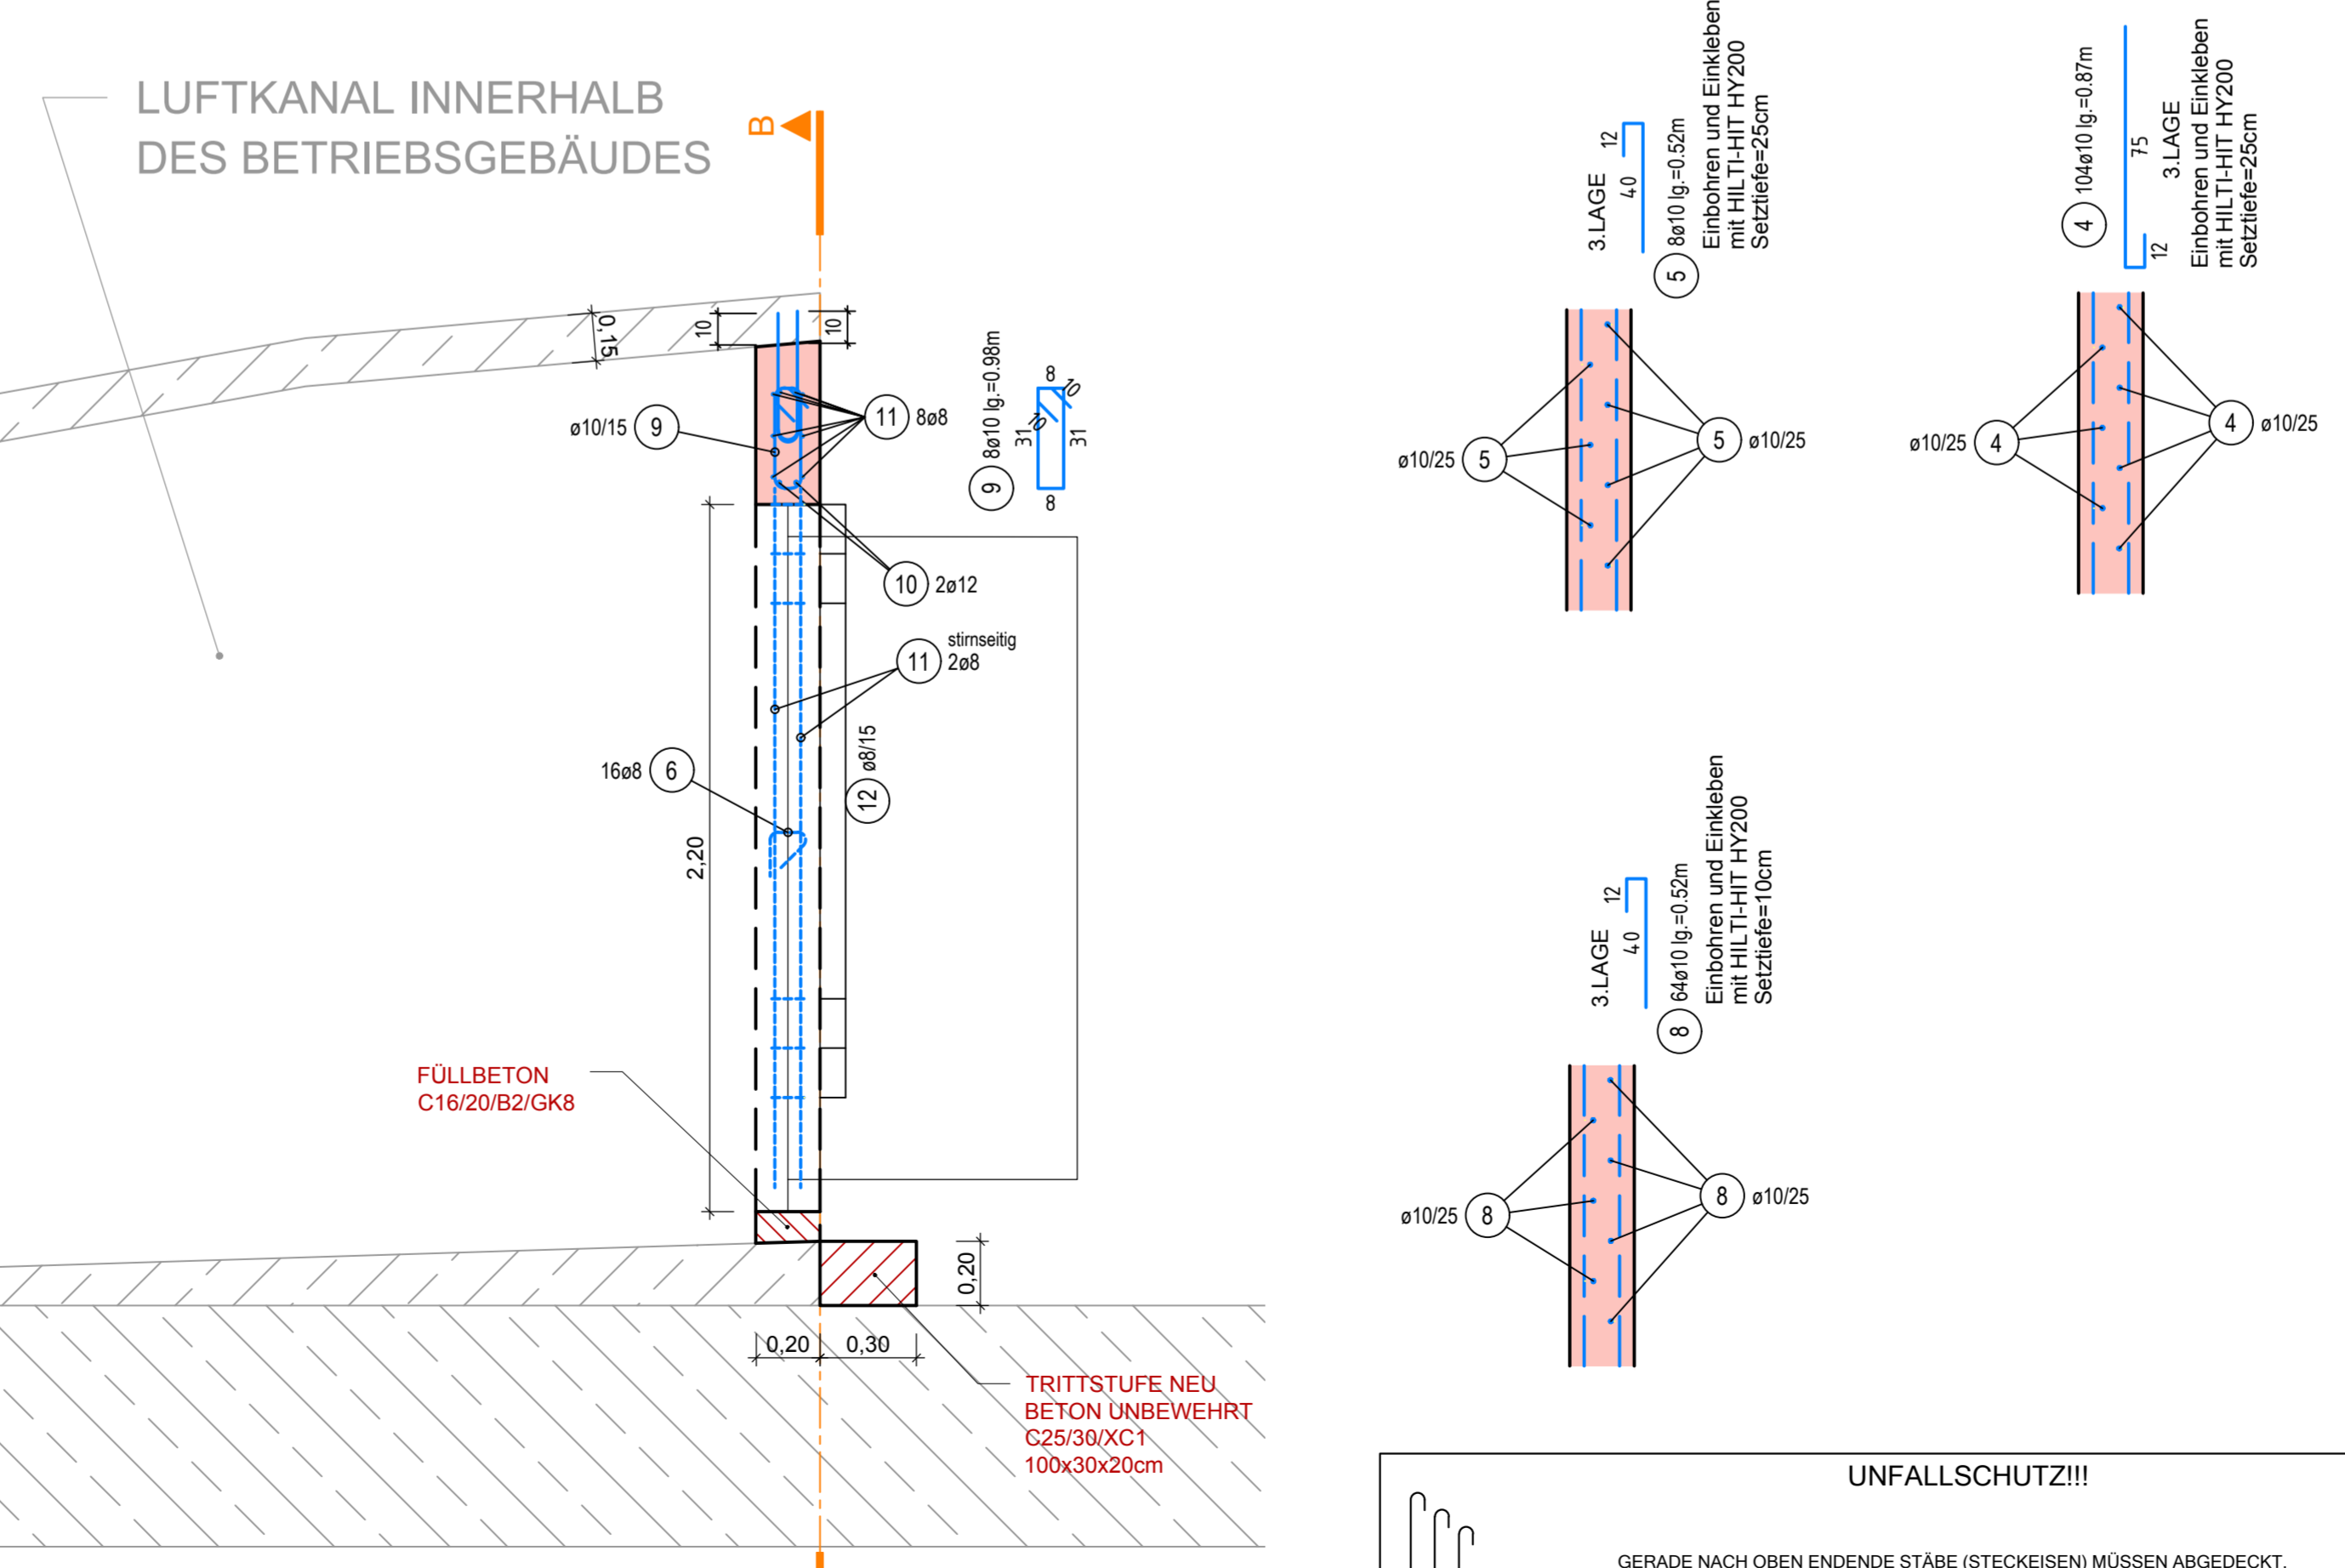 LUFTKANAL INNERHALB
DES BETRIEBSGEBÄUDES
B
0,15
10
10
ø10/15 9
11 8ø8
9 8ø10 lg.=0.98m
8
10
10
31
31
8
10 2ø12
stirnseitig
11 2ø8
12 ø8/15
16ø8 6
2,20
FÜLLBETON
C16/20/B2/GK8
0,20
0,20
0,30
TRITTSTUFE NEU
BETON UNBEWEHRT
C25/30/XC1
100x30x20cm
3.LAGE
12
40
5 8ø10 lg.=0.52m
Einbohren und Einkleben
mit HILTI-HIT HY200
Setztiefe=25cm
ø10/25 5
5 ø10/25
4 104ø10 lg.=0.87m
75
12
3.LAGE
Einbohren und Einkleben
mit HILTI-HIT HY200
Setztiefe=25cm
ø10/25 4
4 ø10/25
3.LAGE
12
40
8 64ø10 lg.=0.52m
Einbohren und Einkleben
mit HILTI-HIT HY200
Setztiefe=10cm
ø10/25 8
8 ø10/25
UNFALLSCHUTZ!!!
GERADE NACH OBEN ENDENDE STÄBE (STECKEISEN) MÜSSEN ABGEDECKT,